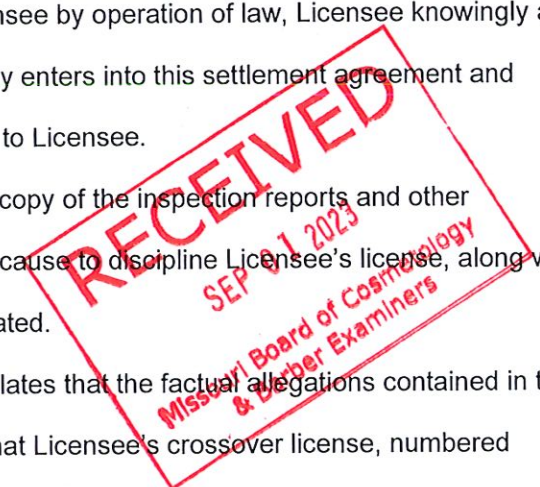 nsee by operation of law, Licensee knowingly a
y enters into this settlement agreement and
to Licensee.
copy of the inspection reports and other
cause to discipline Licensee's license, along v
ated.
lates that the factual allegations contained in t
nat Licensee's crossover license, numbered
RECEIVED
SEP 01 2023
Missouri Board of Cosmetology
& Barber Examiners